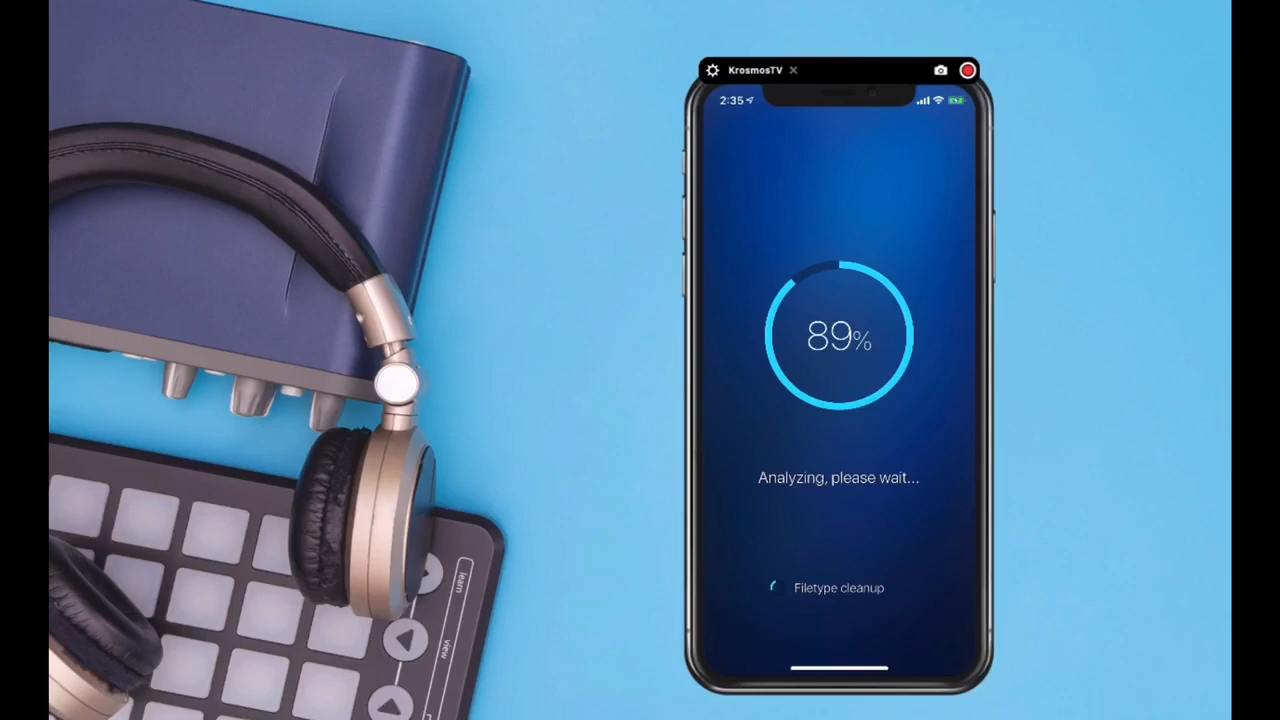 KrosmosTV
2:35
89%
Analyzing, please wait...
Filetype cleanup
learn
view